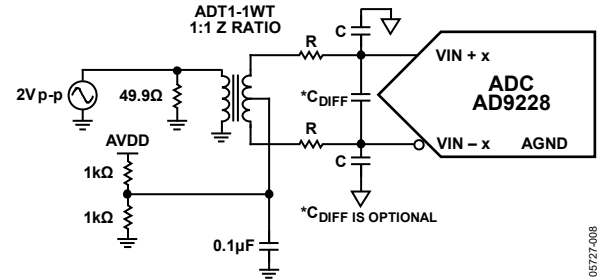 ADT1-1WT
1:1 Z RATIO
C
R
VIN + x
2V p-p
49.9Ω
*CDIFF
ADC
AD9228
R
AVDD
C
VIN – x
AGND
1kΩ
1kΩ
*CDIFF IS OPTIONAL
0.1µF
05727-008